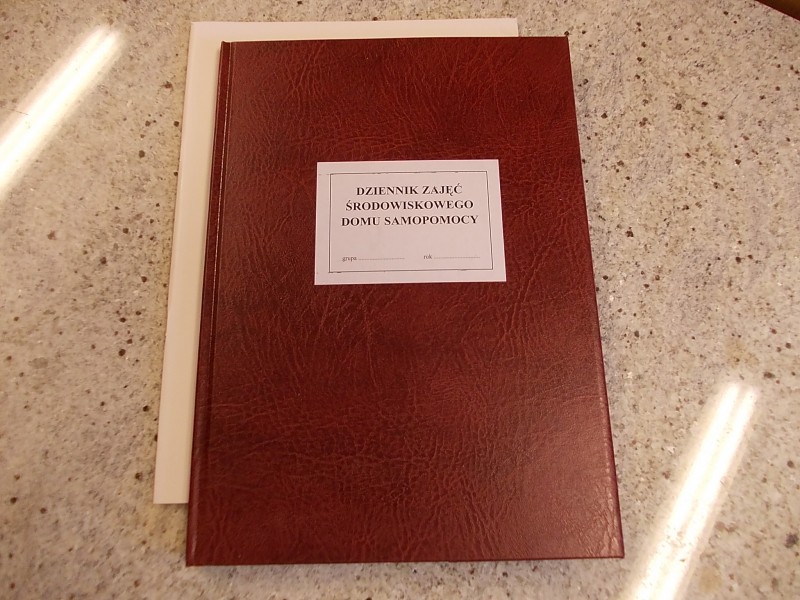 DZIENNIK ZAJĘĆ
ŚRODOWISKOWEGO
DOMU SAMOPOMOCY
grupa ........................ rok ........................